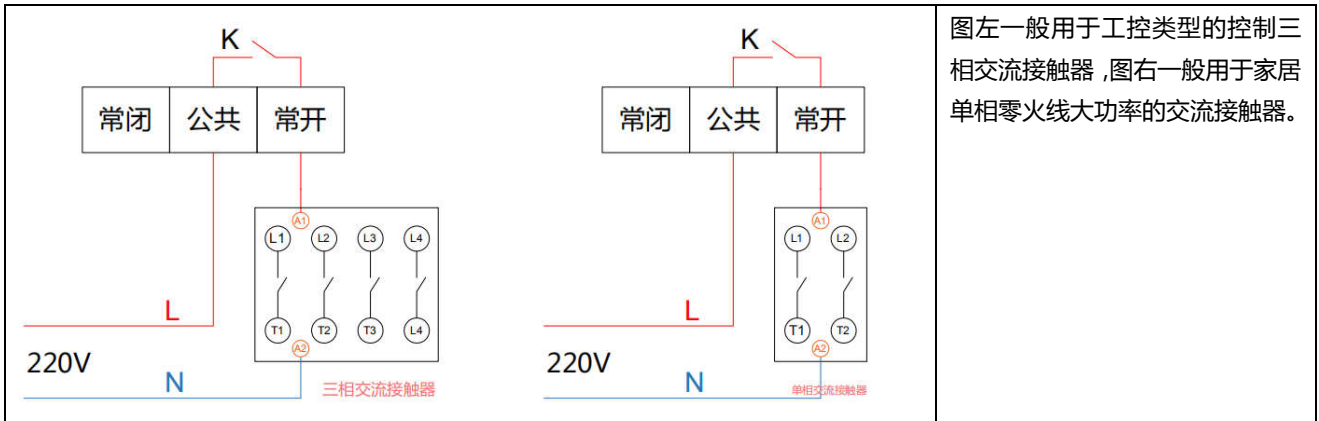 K
常闭 公共 常开
A1
L1 L2 L3 L4
T1 T2 T3 L4
A2
L
220V
N
三相交流接触器
K
常闭 公共 常开
A1
L1 L2
T1 T2
A2
L
220V
N
单相交流接触器
图左一般用于工控类型的控制三
相交流接触器,图右一般用于家居
单相零火线大功率的交流接触器。